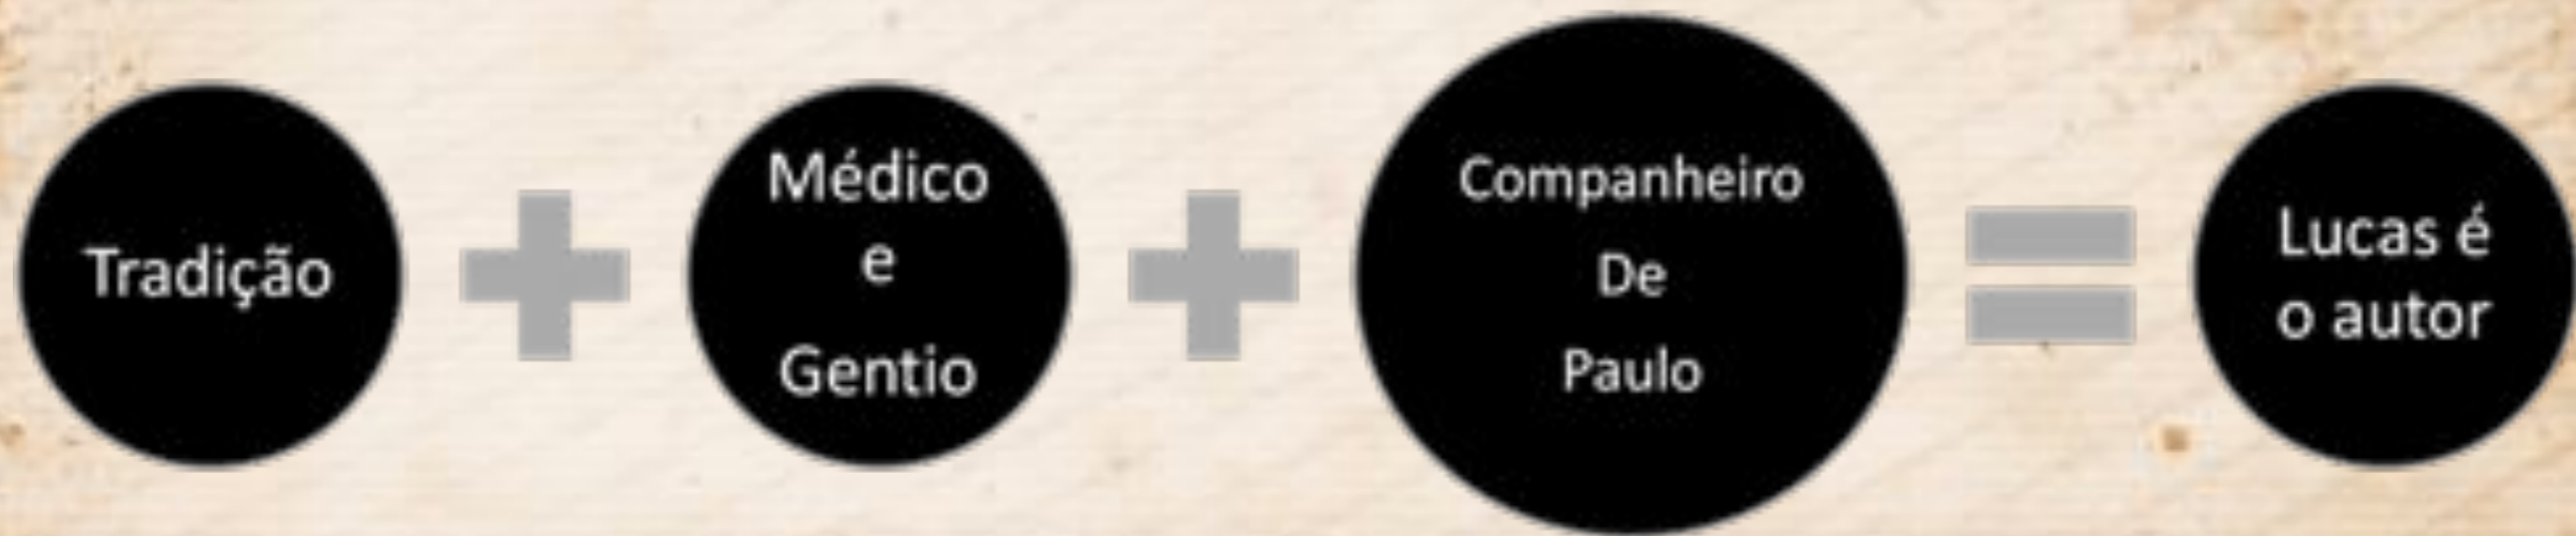 Tradição
Médico
e
Gentio
Companheiro
De
Paulo
Lucas é
o autor